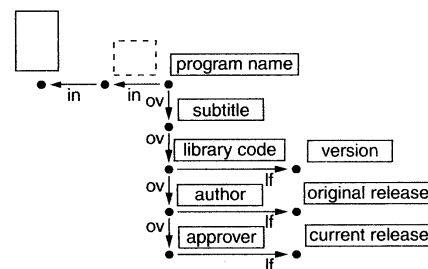 program name
in in
ov
subtitle
ov
library code version
ov lf
author original release
ov lf
approver current release
lf